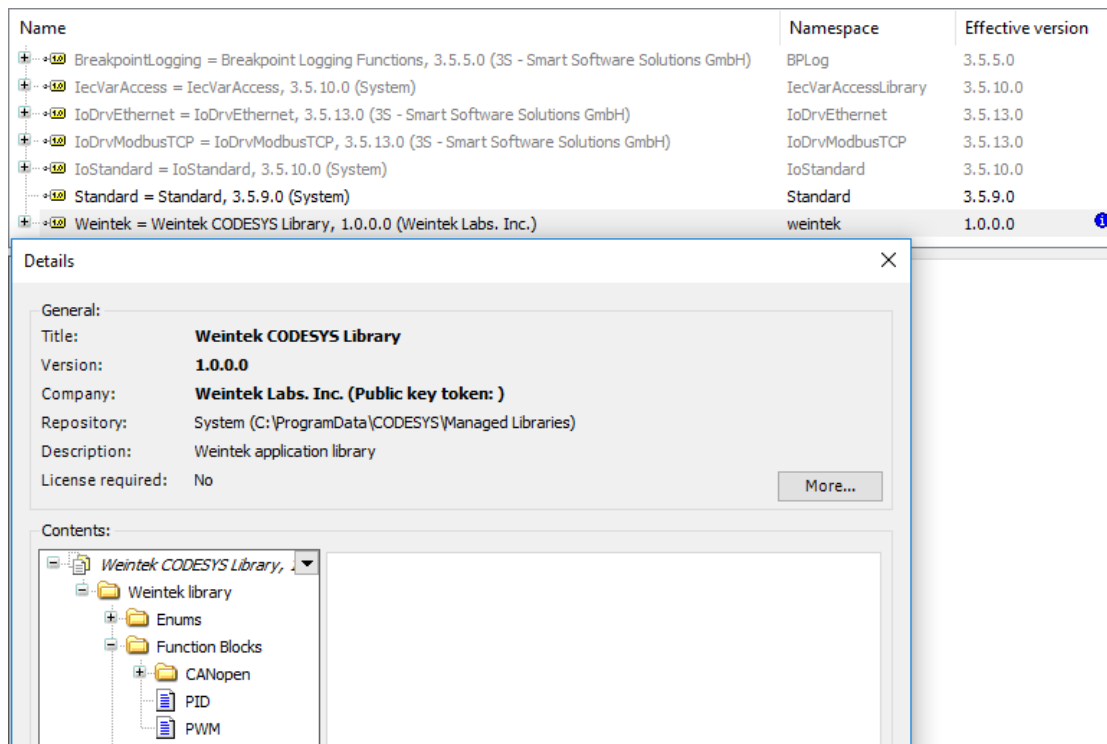 Name Namespace Effective version
BreakpointLogging = Breakpoint Logging Functions, 3.5.5.0 (3S - Smart Software Solutions GmbH) BPLog 3.5.5.0
IecVarAccess = IecVarAccess, 3.5.10.0 (System) IecVarAccessLibrary 3.5.10.0
IoDrvEthernet = IoDrvEthernet, 3.5.13.0 (3S - Smart Software Solutions GmbH) IoDrvEthernet 3.5.13.0
IoDrvModbusTCP = IoDrvModbusTCP, 3.5.13.0 (3S - Smart Software Solutions GmbH) IoDrvModbusTCP 3.5.13.0
IoStandard = IoStandard, 3.5.10.0 (System) IoStandard 3.5.10.0
Standard = Standard, 3.5.9.0 (System) Standard 3.5.9.0
Weintek = Weintek CODESYS Library, 1.0.0.0 (Weintek Labs. Inc.) weintek 1.0.0.0
Details
General:
Title: Weintek CODESYS Library
Version: 1.0.0.0
Company: Weintek Labs. Inc. (Public key token: )
Repository: System (C:\ProgramData\CODESYS\Managed Libraries)
Description: Weintek application library
License required: No
More...
Contents:
Weintek CODESYS Library,
Weintek library
Enums
Function Blocks
CANopen
PID
PWM